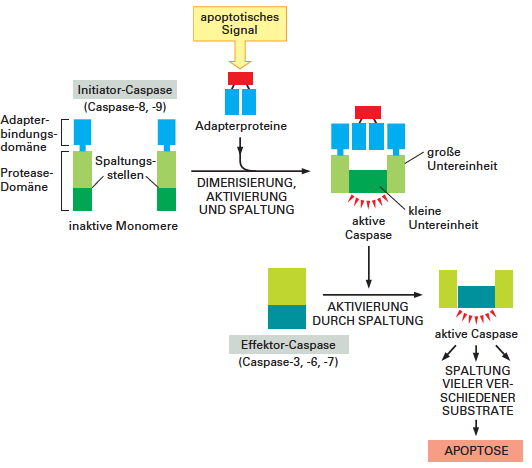 apoptotisches
Signal
Initiator-Caspase
(Caspase-8, -9)
Adapter-
bindungs-
domäne
Adapterproteine
Protease-
Domäne
Spaltungs-
stellen
große
Untereinheit
DIMERISIERUNG,
AKTIVIERUNG
UND SPALTUNG
inaktive Monomere
kleine
Untereinheit
aktive
Caspase
AKTIVIERUNG
DURCH SPALTUNG
aktive Caspase
Effektor-Caspase
(Caspase-3, -6, -7)
SPALTUNG
VIELER VER-
SCHIEDENER
SUBSTRATE
APOPTOSE